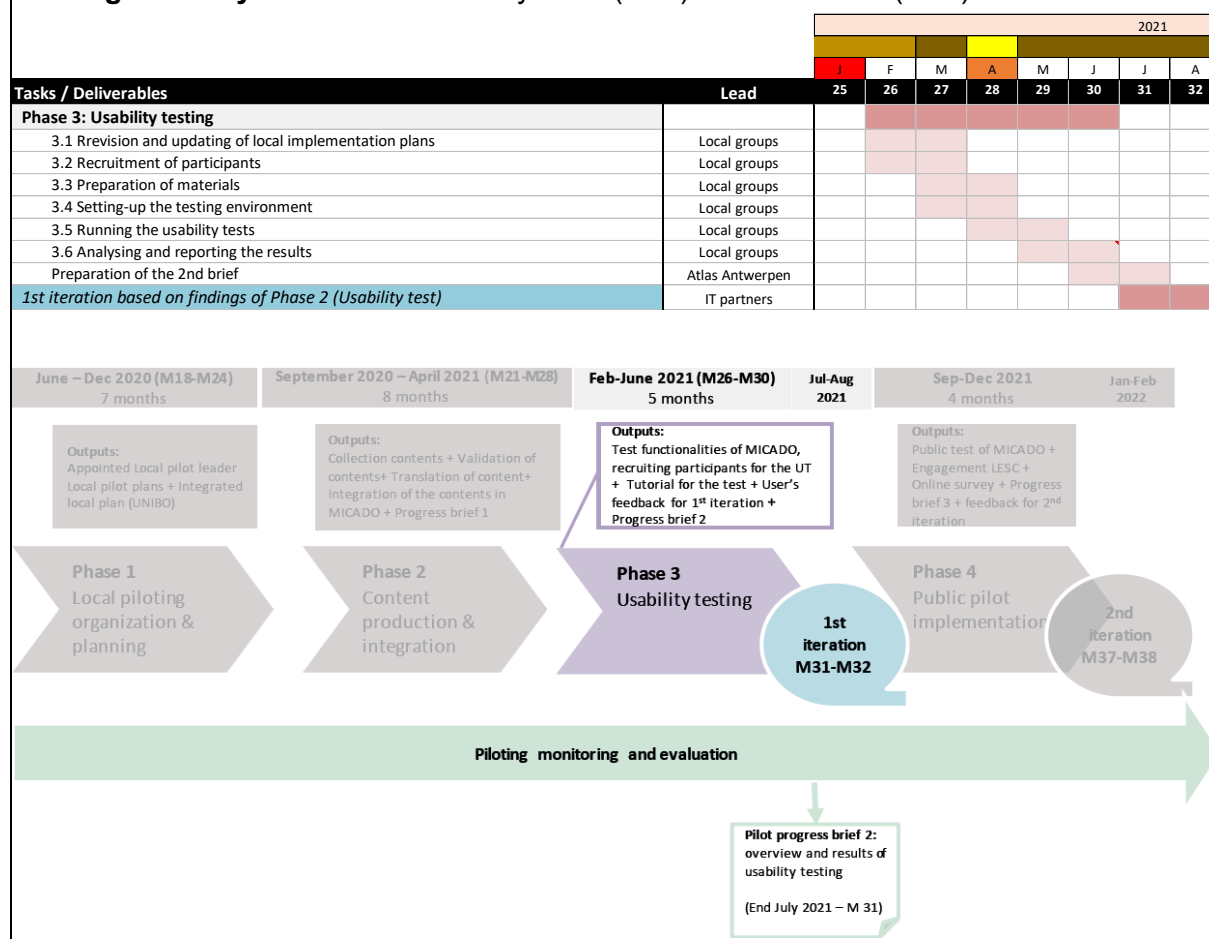 2021
J F M A M J J A
Tasks / Deliverables Lead 25 26 27 28 29 30 31 32
Phase 3: Usability testing
3.1 Rrevision and updating of local implementation plans Local groups
3.2 Recruitment of participants Local groups
3.3 Preparation of materials Local groups
3.4 Setting-up the testing environment Local groups
3.5 Running the usability tests Local groups
3.6 Analysing and reporting the results Local groups
Preparation of the 2nd brief Atlas Antwerpen
1st iteration based on findings of Phase 2 (Usability test) IT partners
June – Dec 2020 (M18-M24)
7 months
September 2020 – April 2021 (M21-M28)
8 months
Feb-June 2021 (M26-M30)
5 months
Jul-Aug
2021
Sep-Dec 2021
4 months
Jan-Feb
2022
Outputs:
Appointed Local pilot leader
Local pilot plans + Integrated
local plan (UNIBO)
Outputs:
Collection contents + Validation of
contents+ Translation of content+
Integration of the contents in
MICADO + Progress brief 1
Outputs:
Test functionalities of MICADO,
recruiting participants for the UT
+ Tutorial for the test + User's
feedback for 1st iteration +
Progress brief 2
Outputs:
Public test of MICADO +
Engagement LESC +
Online survey + Progress
brief 3 + feedback for 2nd
iteration
Phase 1
Local piloting
organization &
planning
Phase 2
Content
production &
integration
Phase 3
Usability testing
1st
iteration
M31-M32
Phase 4
Public pilot
implementation
2nd
iteration
M37-M38
Piloting monitoring and evaluation
Pilot progress brief 2:
overview and results of
usability testing
(End July 2021 – M 31)